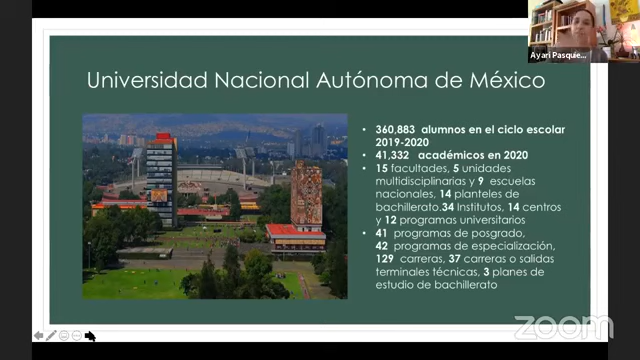 Ayari Pasquie...
Universidad Nacional Autónoma de México
• 360,883 alumnos en el ciclo escolar
2019-2020
• 41,332 académicos en 2020
• 15 facultades, 5 unidades
multidisciplinarias y 9 escuelas
nacionales, 14 planteles de
bachillerato.34 Institutos, 14 centros
y 12 programas universitarios
• 41 programas de posgrado,
42 programas de especialización,
129 carreras, 37 carreras o salidas
terminales técnicas, 3 planes de
estudio de bachillerato
zoom